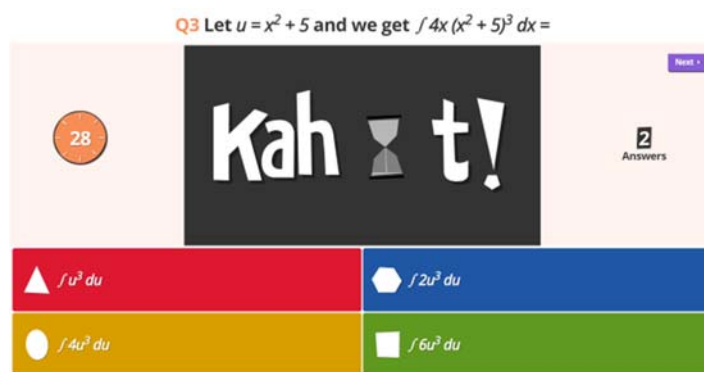 Q3 Let u = x² + 5 and we get ∫ 4x (x² + 5)³ dx =
Next
28
Kah t!
2
Answers
∫ u³ du
∫ 2u³ du
∫ 4u³ du
∫ 6u³ du